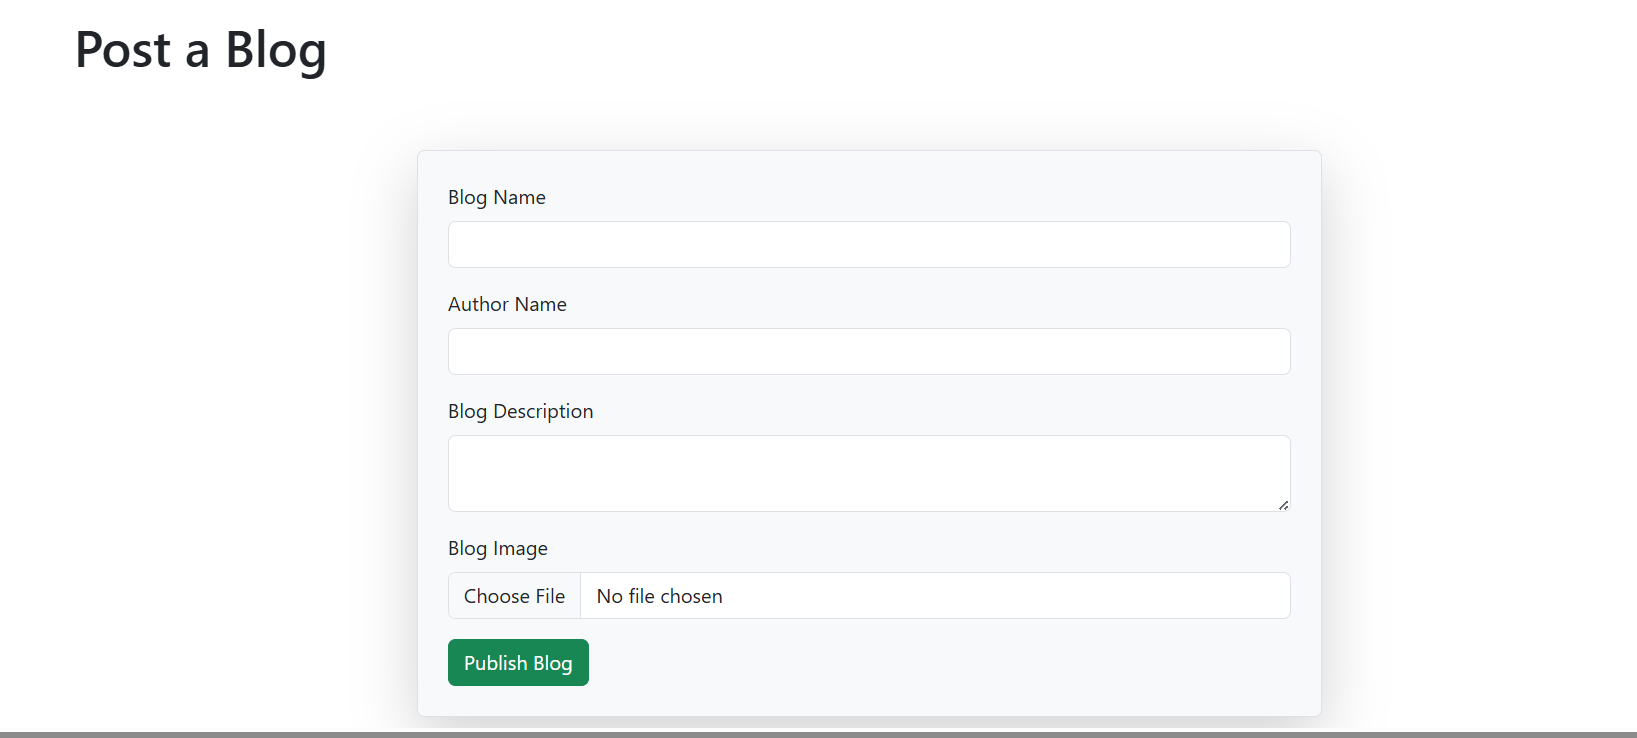 Post a Blog
Blog Name
Author Name
Blog Description
Blog Image
Choose File No file chosen
Publish Blog